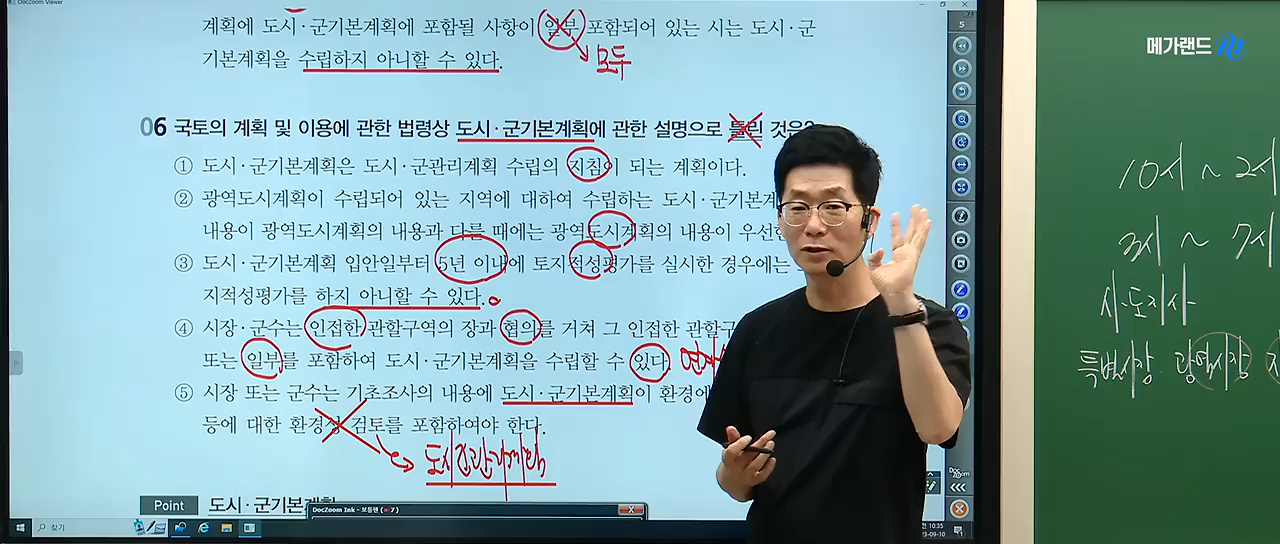 DocZoom Viewer
계획에 도시·군기본계획에 포함될 사항이 일부 포함되어 있는 시는 도시·군
기본계획을 수립하지 아니할 수 있다.
모두
메가랜드
06 국토의 계획 및 이용에 관한 법령상 도시·군기본계획에 관한 설명으로 틀린 것은?
① 도시·군기본계획은 도시·군관리계획 수립의 지침이 되는 계획이다.
② 광역도시계획이 수립되어 있는 지역에 대하여 수립하는 도시·군기본계
내용이 광역도시계획의 내용과 다를 때에는 광역도시계획의 내용이 우선한
③ 도시·군기본계획 입안일부터 5년 이내에 토지적성평가를 실시한 경우에는
지적성평가를 하지 아니할 수 있다.
④ 시장·군수는 인접한 관할구역의 장과 협의를 거쳐 그 인접한 관할구
또는 일부를 포함하여 도시·군기본계획을 수립할 수 있다.
⑤ 시장 또는 군수는 기초조사의 내용에 도시·군기본계획이 환경에
등에 대한 환경성 검토를 포함하여야 한다.
도시군관리계획
Point 도시·군기본계획
DocZoom Ink - 보통펜
찾기
10:35
10시 ~ 2시
3시 ~ 7시
시·도지사
특별시장 광역시장